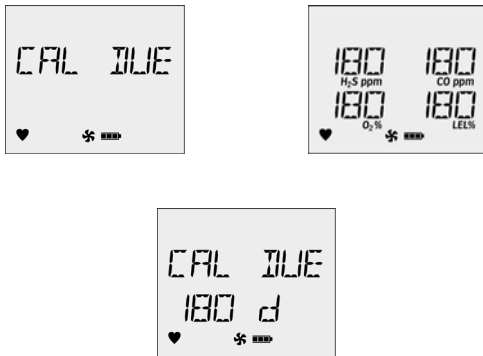 CAL DUE
180 180
H₂S ppm CO ppm
180 180
O₂% LEL%
CAL DUE
180 d